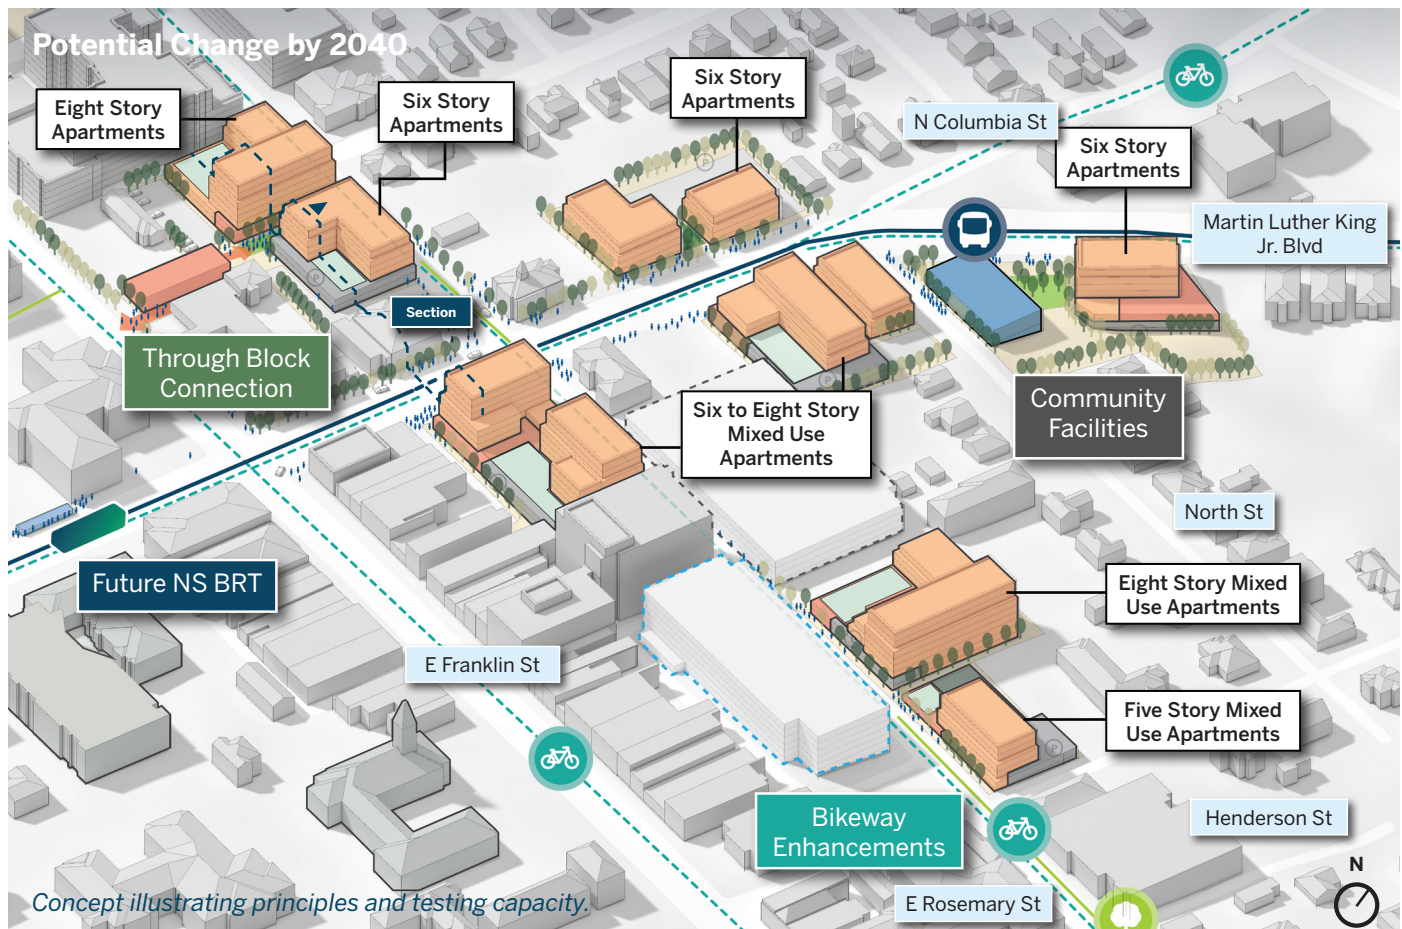 Potential Change by 2040
Eight Story
Apartments
Six Story
Apartments
Six Story
Apartments
N Columbia St
Six Story
Apartments
Martin Luther King
Jr. Blvd
P
P
Section
Through Block
Connection
P
Six to Eight Story
Mixed Use
Apartments
Community
Facilities
North St
Future NS BRT
Eight Story Mixed
Use Apartments
E Franklin St
Five Story Mixed
Use Apartments
P
Bikeway
Enhancements
Henderson St
N
E Rosemary St
Concept illustrating principles and testing capacity.